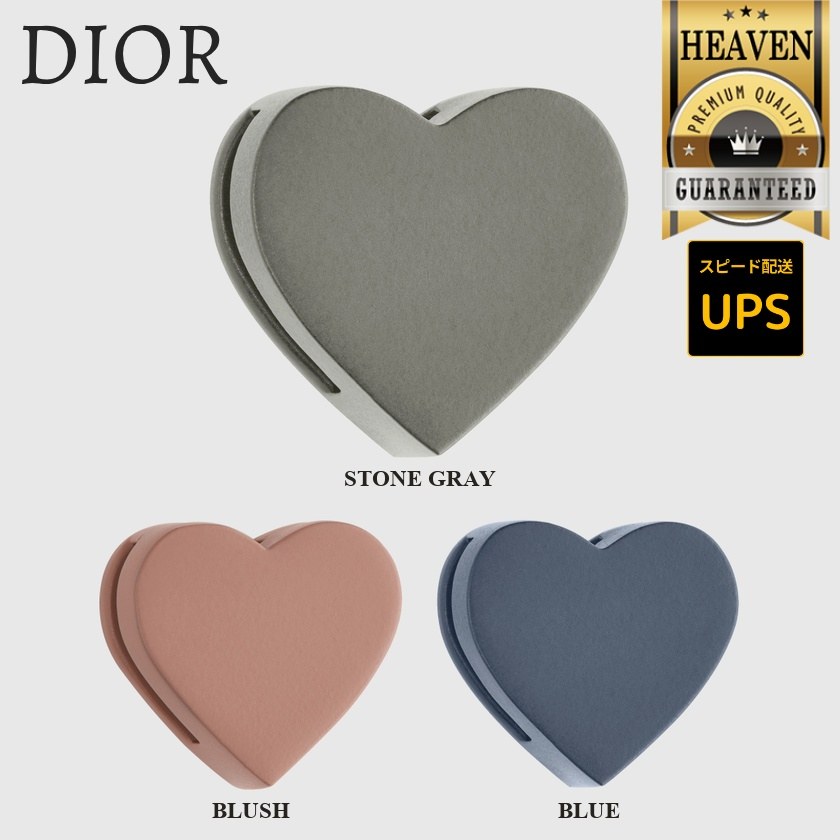 DIOR
HEAVEN
PREMIUM QUALITY
GUARANTEED
スピード配送
UPS
STONE GRAY
BLUSH
BLUE